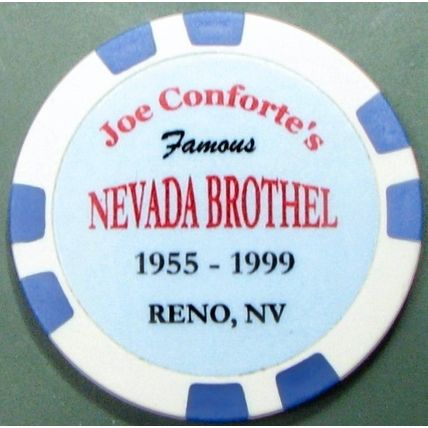 Joe Conforte's
Famous
NEVADA BROTHEL
1955 - 1999
RENO, NV